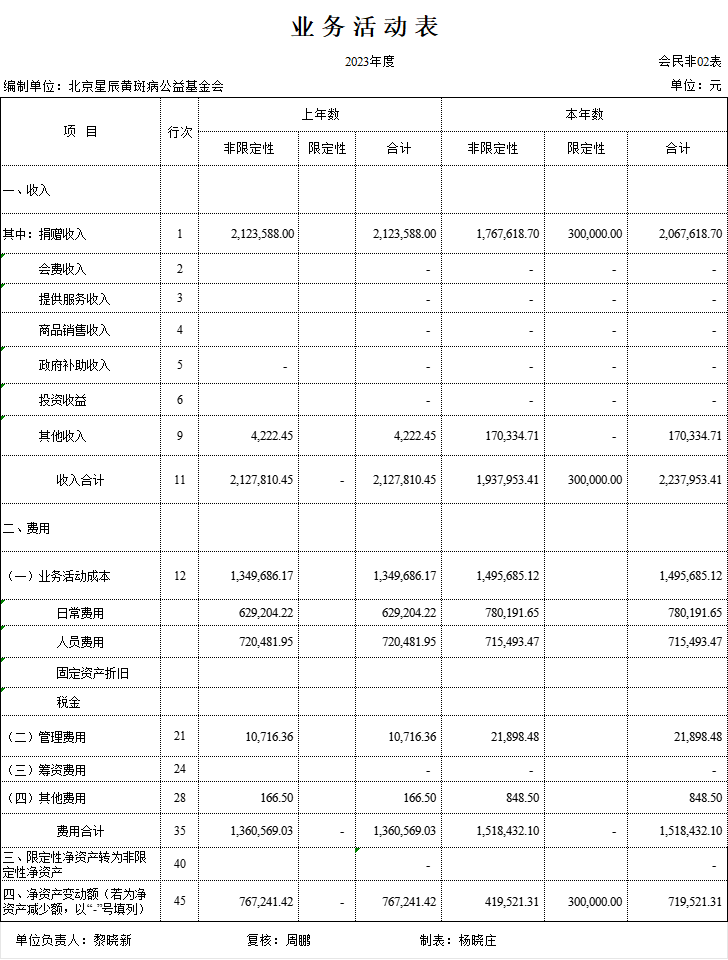 业务活动表
2023年度 会民非02表
编制单位：北京星辰黄斑病公益基金会 单位：元
项 目 行次 上年数 本年数
非限定性 限定性 合计 非限定性 限定性 合计
一、收入
其中：捐赠收入 1 2,123,588.00 2,123,588.00 1,767,618.70 300,000.00 2,067,618.70
会费收入 2 - - - -
提供服务收入 3 - - - -
商品销售收入 4 - - - -
政府补助收入 5 - - - - -
投资收益 6 - - - -
其他收入 9 4,222.45 4,222.45 170,334.71 - 170,334.71
收入合计 11 2,127,810.45 - 2,127,810.45 1,937,953.41 300,000.00 2,237,953.41
二、费用
（一）业务活动成本 12 1,349,686.17 1,349,686.17 1,495,685.12 1,495,685.12
日常费用 629,204.22 629,204.22 780,191.65 780,191.65
人员费用 720,481.95 720,481.95 715,493.47 715,493.47
固定资产折旧
税金
（二）管理费用 21 10,716.36 10,716.36 21,898.48 21,898.48
（三）筹资费用 24 - - -
（四）其他费用 28 166.50 166.50 848.50 848.50
费用合计 35 1,360,569.03 - 1,360,569.03 1,518,432.10 - 1,518,432.10
三、限定性净资产转为非限
定性净资产 40 - -
四、净资产变动额（若为净
资产减少额，以“-”号填列） 45 767,241.42 - 767,241.42 419,521.31 300,000.00 719,521.31
单位负责人：黎晓新 复核：周鹏 制表：杨晓庄